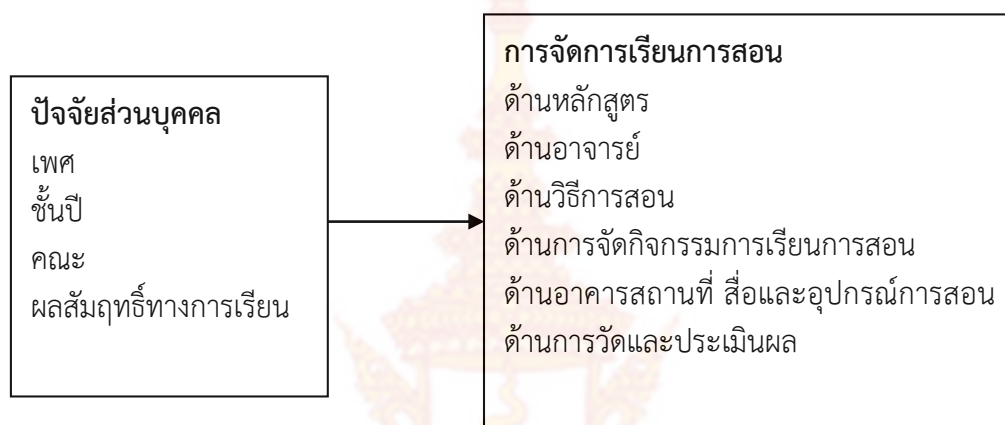 ปัจจัยส่วนบุคคล
เพศ
ชั้นปี
คณะ
ผลสัมฤทธิ์ทางการเรียน
การจัดการเรียนการสอน
ด้านหลักสูตร
ด้านอาจารย์
ด้านวิธีการสอน
ด้านการจัดกิจกรรมการเรียนการสอน
ด้านอาคารสถานที่ สื่อและอุปกรณ์การสอน
ด้านการวัดและประเมินผล